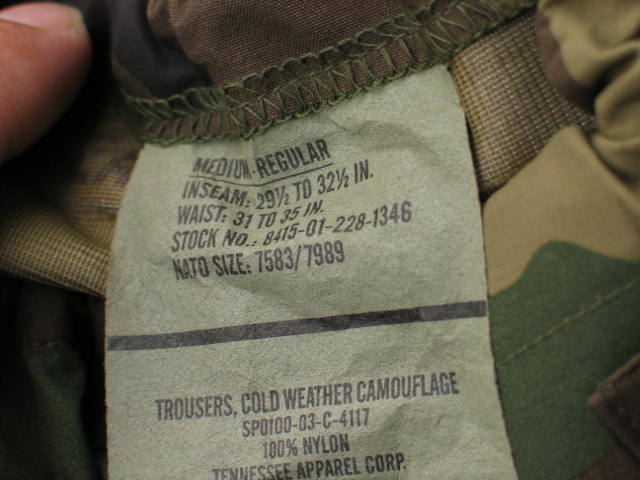 MEDIUM-REGULAR
INSEAM: 29½ TO 32½ IN.
WAIST: 31 TO 35 IN.
STOCK NO.: 8415-01-228-1346
NATO SIZE: 7583/7989
TROUSERS, COLD WEATHER CAMOUFLAGE
SP0100-03-C-4117
100% NYLON
TENNESSEE APPAREL CORP.